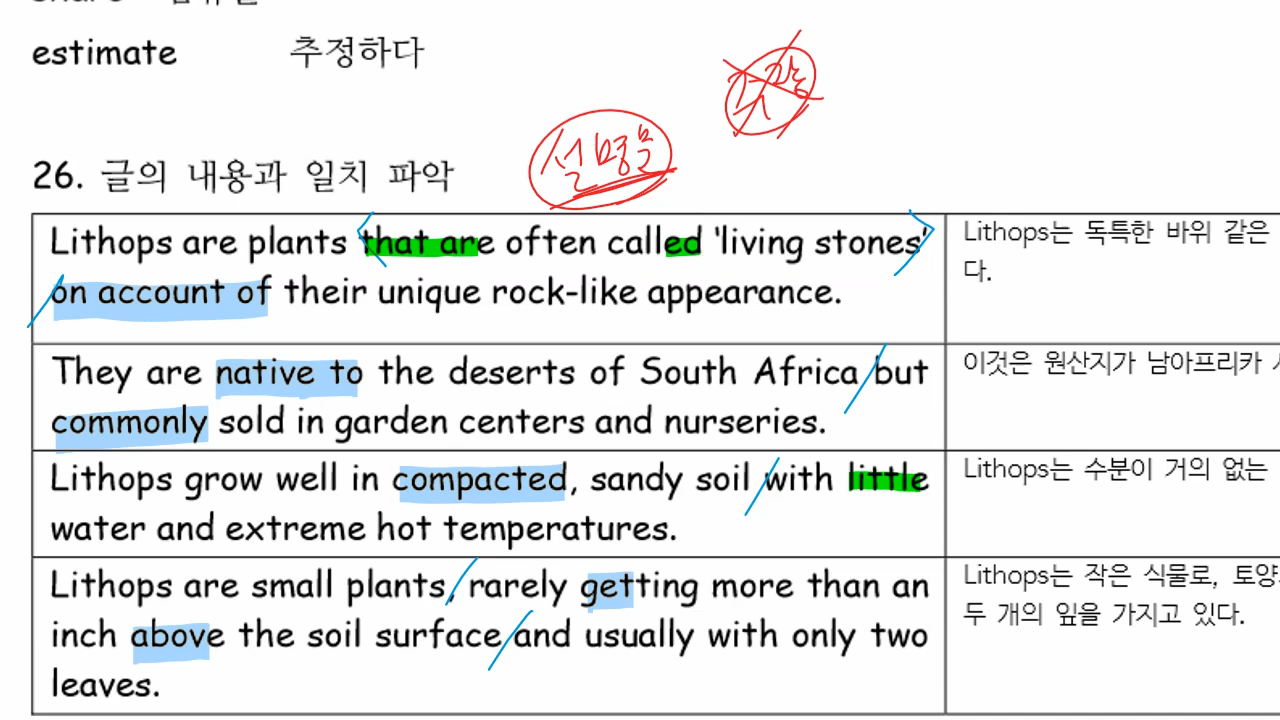 estimate 추정하다
설명문
26. 글의 내용과 일치 파악
Lithops are plants that are often called ‘living stones’
on account of their unique rock-like appearance.
Lithops는 독특한 바위 같은
다.
They are native to the deserts of South Africa but
commonly sold in garden centers and nurseries.
이것은 원산지가 남아프리카
Lithops grow well in compacted, sandy soil with little
water and extreme hot temperatures.
Lithops는 수분이 거의 없는
Lithops are small plants, rarely getting more than an
inch above the soil surface and usually with only two
leaves.
Lithops는 작은 식물로, 토양
두 개의 잎을 가지고 있다.